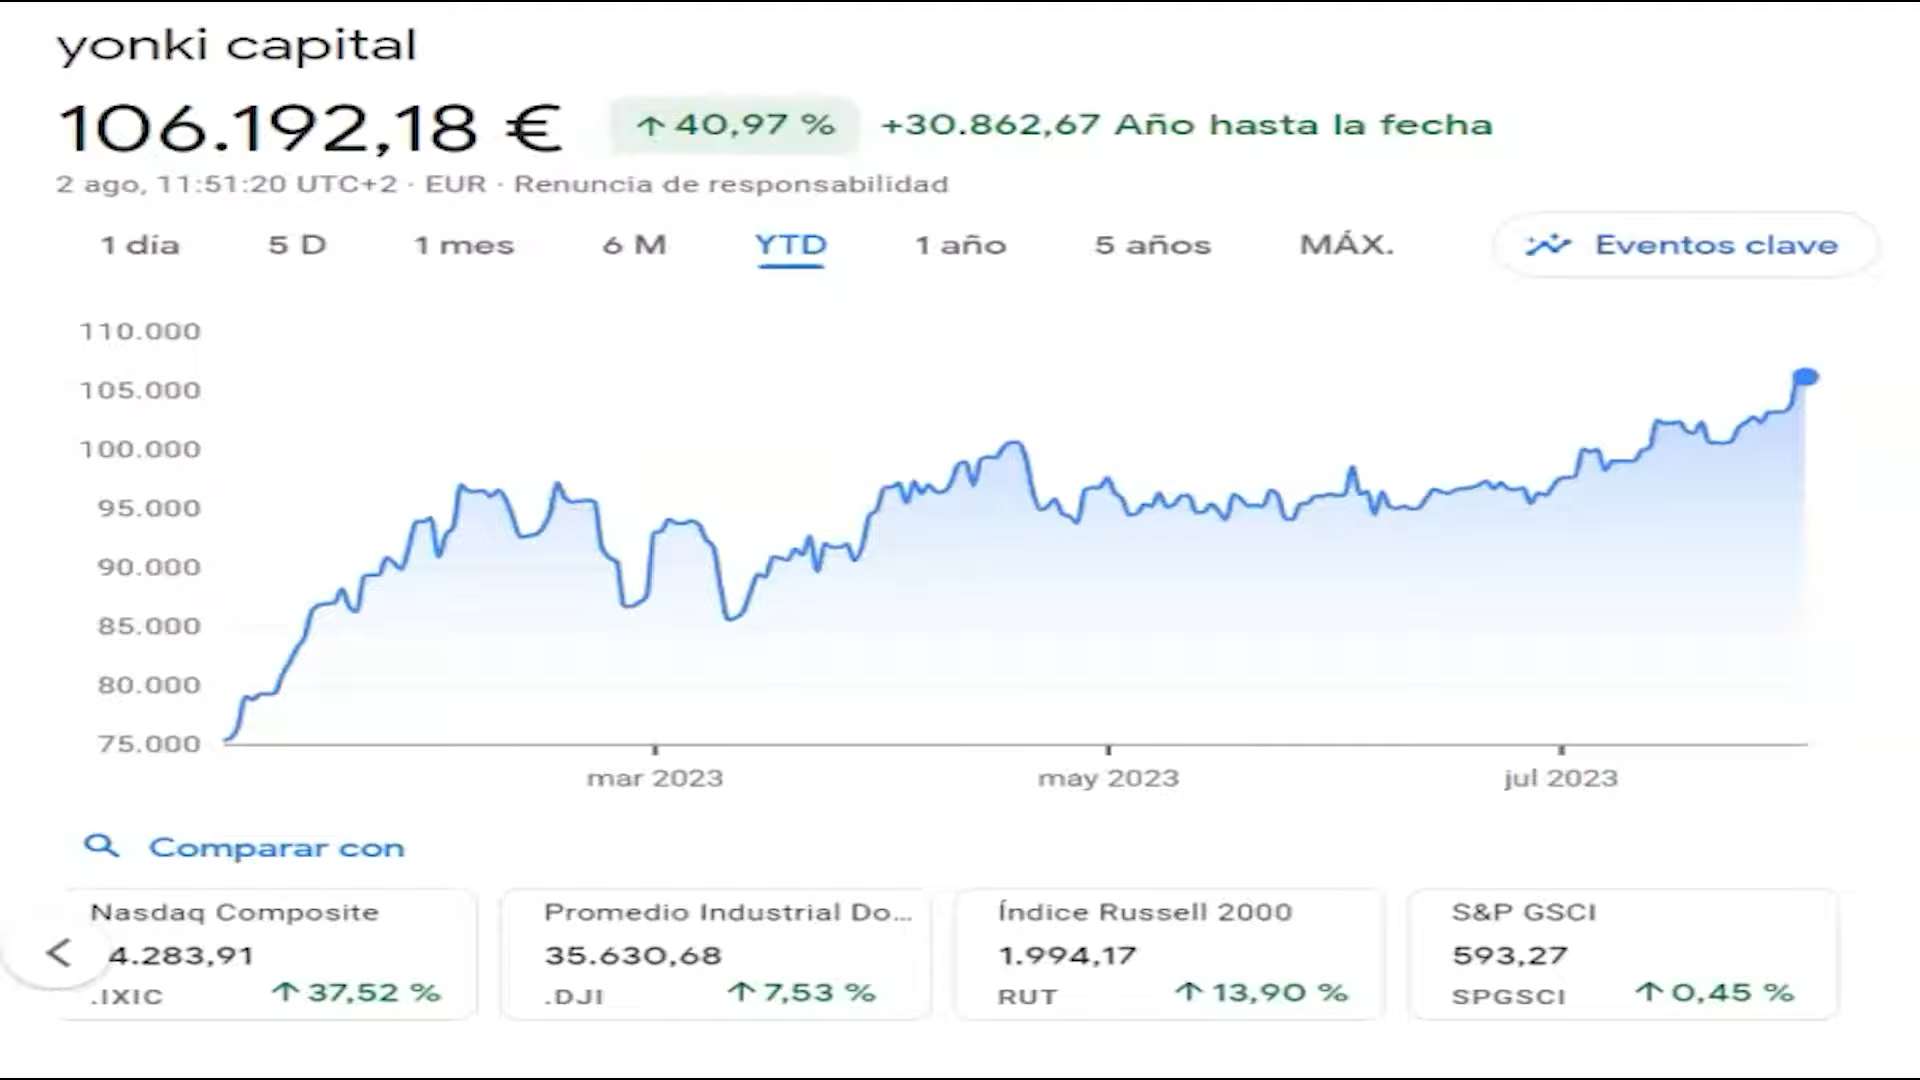 yonki capital
106.192,18 € ↑ 40,97 % +30.862,67 Año hasta la fecha
2 ago, 11:51:20 UTC+2 · EUR · Renuncia de responsabilidad
1 día 5 D 1 mes 6 M YTD 1 año 5 años MÁX. Eventos clave
110.000
105.000
100.000
95.000
90.000
85.000
80.000
75.000
mar 2023 may 2023 jul 2023
Comparar con
Nasdaq Composite Promedio Industrial Do... Índice Russell 2000 S&P GSCI
4.283,91 35.630,68 1.994,17 593,27
.IXIC ↑ 37,52 % .DJI ↑ 7,53 % RUT ↑ 13,90 % SPGSCI ↑ 0,45 %